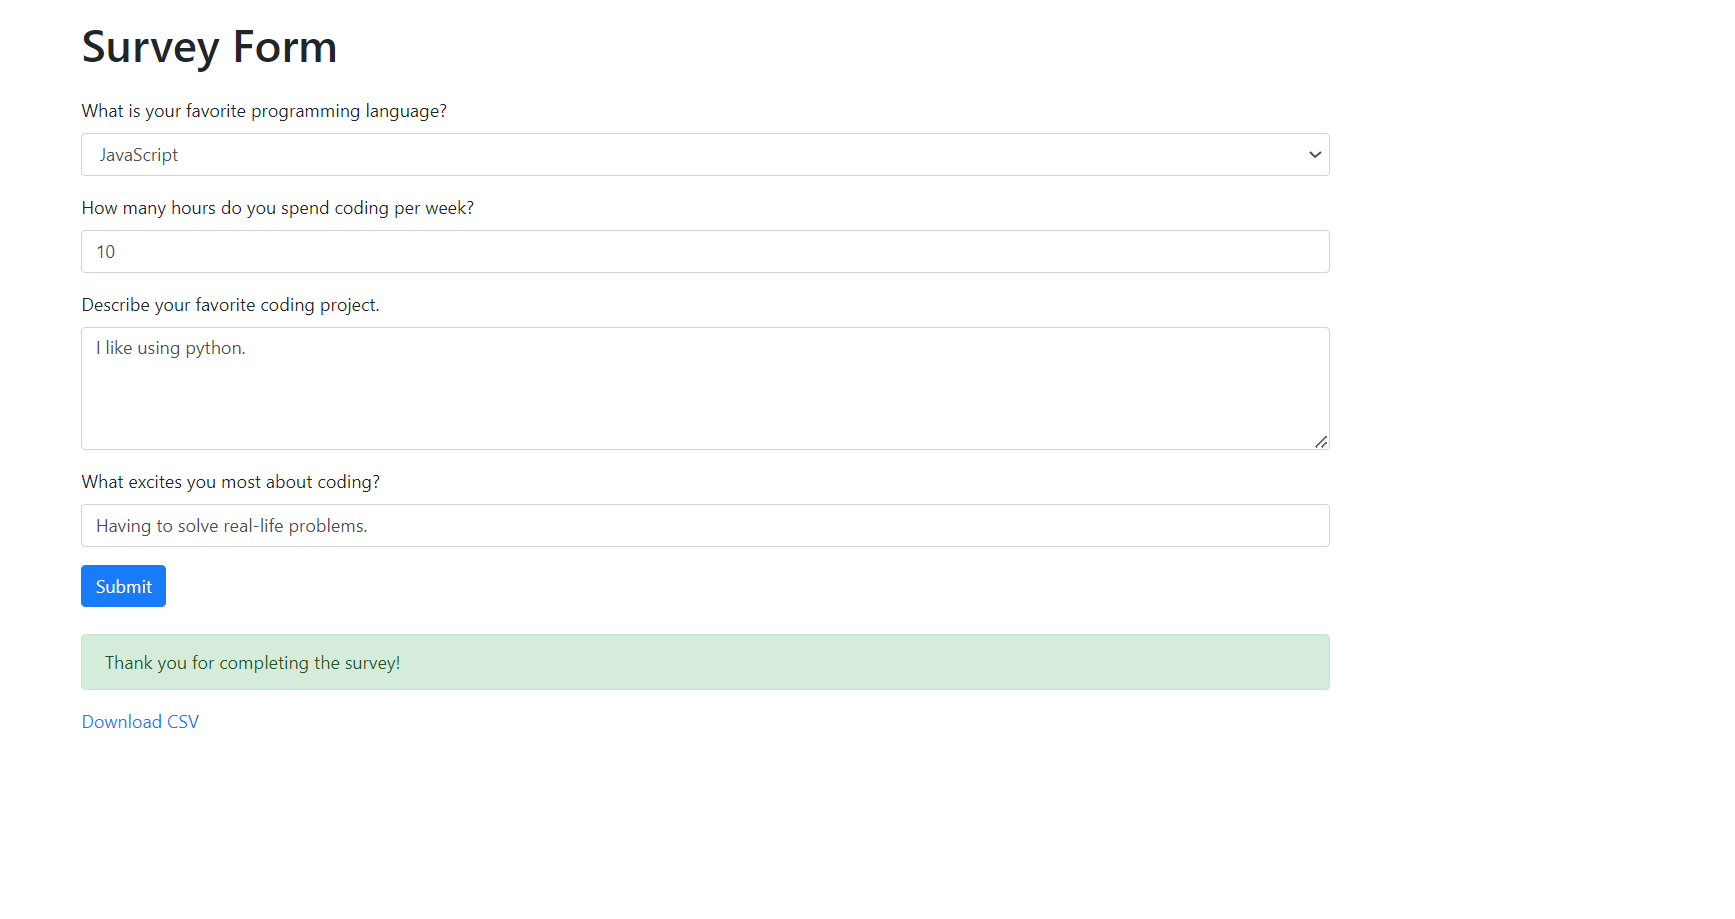 Survey Form
What is your favorite programming language?
JavaScript
How many hours do you spend coding per week?
10
Describe your favorite coding project.
I like using python.
What excites you most about coding?
Having to solve real-life problems.
Submit
Thank you for completing the survey!
Download CSV